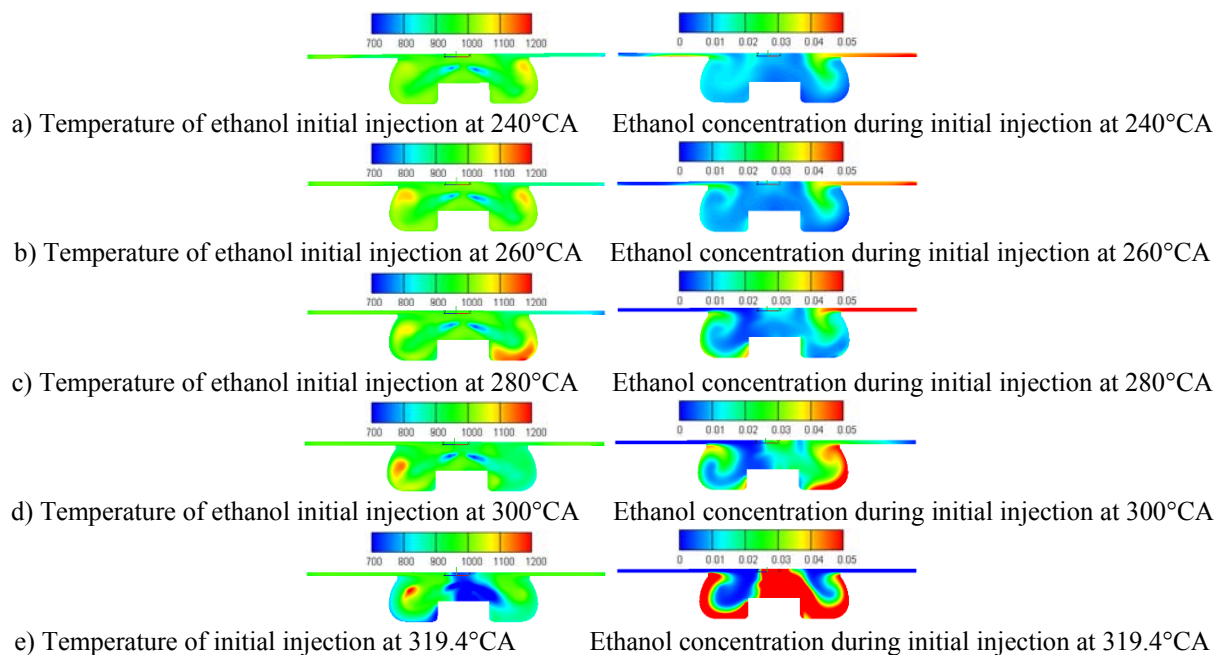 700 800 900 1000 1100 1200 0 0.01 0.02 0.03 0.04 0.05
a) Temperature of ethanol initial injection at 240°CA Ethanol concentration during initial injection at 240°CA
700 800 900 1000 1100 1200 0 0.01 0.02 0.03 0.04 0.05
b) Temperature of ethanol initial injection at 260°CA Ethanol concentration during initial injection at 260°CA
700 800 900 1000 1100 1200 0 0.01 0.02 0.03 0.04 0.05
c) Temperature of ethanol initial injection at 280°CA Ethanol concentration during initial injection at 280°CA
700 800 900 1000 1100 1200 0 0.01 0.02 0.03 0.04 0.05
d) Temperature of ethanol initial injection at 300°CA Ethanol concentration during initial injection at 300°CA
700 800 900 1000 1100 1200 0 0.01 0.02 0.03 0.04 0.05
e) Temperature of initial injection at 319.4°CA Ethanol concentration during initial injection at 319.4°CA